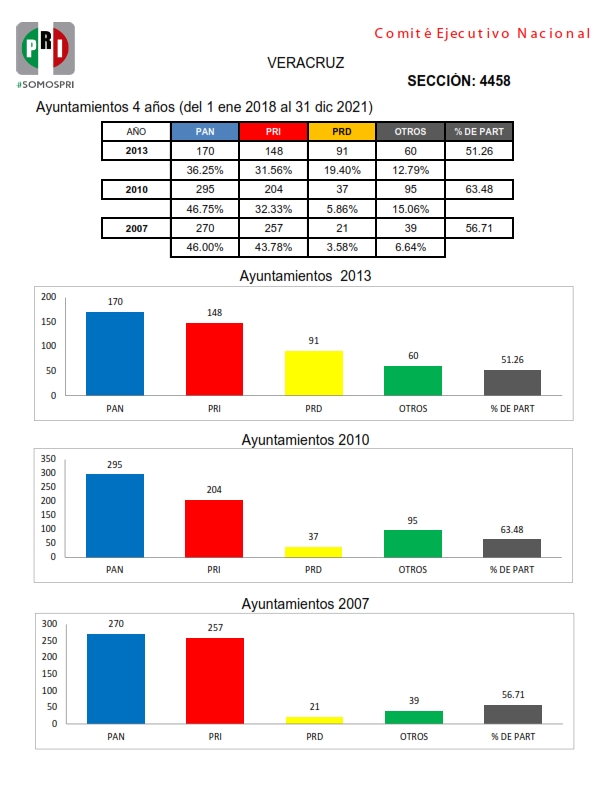 Comité Ejecutivo Nacional
PRI
#SOMOSPRI
VERACRUZ
SECCIÓN: 4458
Ayuntamientos 4 años (del 1 ene 2018 al 31 dic 2021)
AÑO PAN PRI PRD OTROS % DE PART
2013 170 148 91 60 51.26
36.25% 31.56% 19.40% 12.79%
2010 295 204 37 95 63.48
46.75% 32.33% 5.86% 15.06%
2007 270 257 21 39 56.71
46.00% 43.78% 3.58% 6.64%
Ayuntamientos 2013
200
150
100
50
0
170
148
91
60
51.26
PAN PRI PRD OTROS % DE PART
Ayuntamientos 2010
350
300
250
200
150
100
50
0
295
204
37
95
63.48
PAN PRI PRD OTROS % DE PART
Ayuntamientos 2007
300
250
200
150
100
50
0
270
257
21
39
56.71
PAN PRI PRD OTROS % DE PART